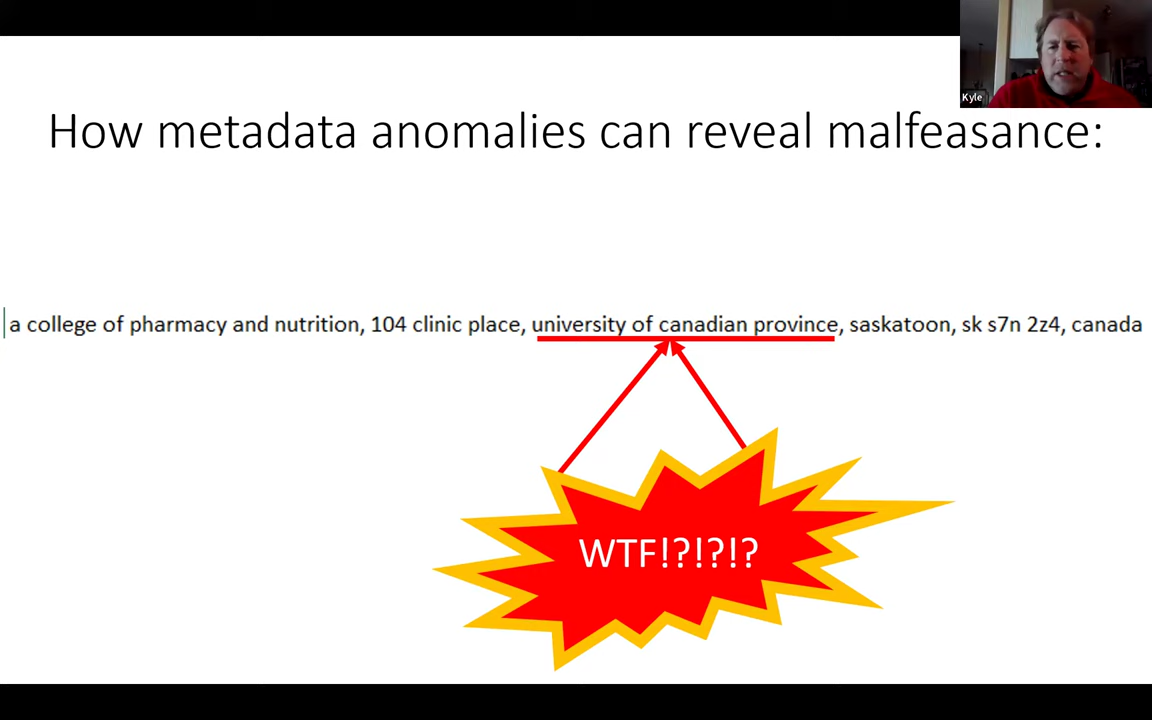 Kyle
How metadata anomalies can reveal malfeasance:
a college of pharmacy and nutrition, 104 clinic place, university of canadian province, saskatoon, sk s7n 2z4, canada
WTF!?!?!?